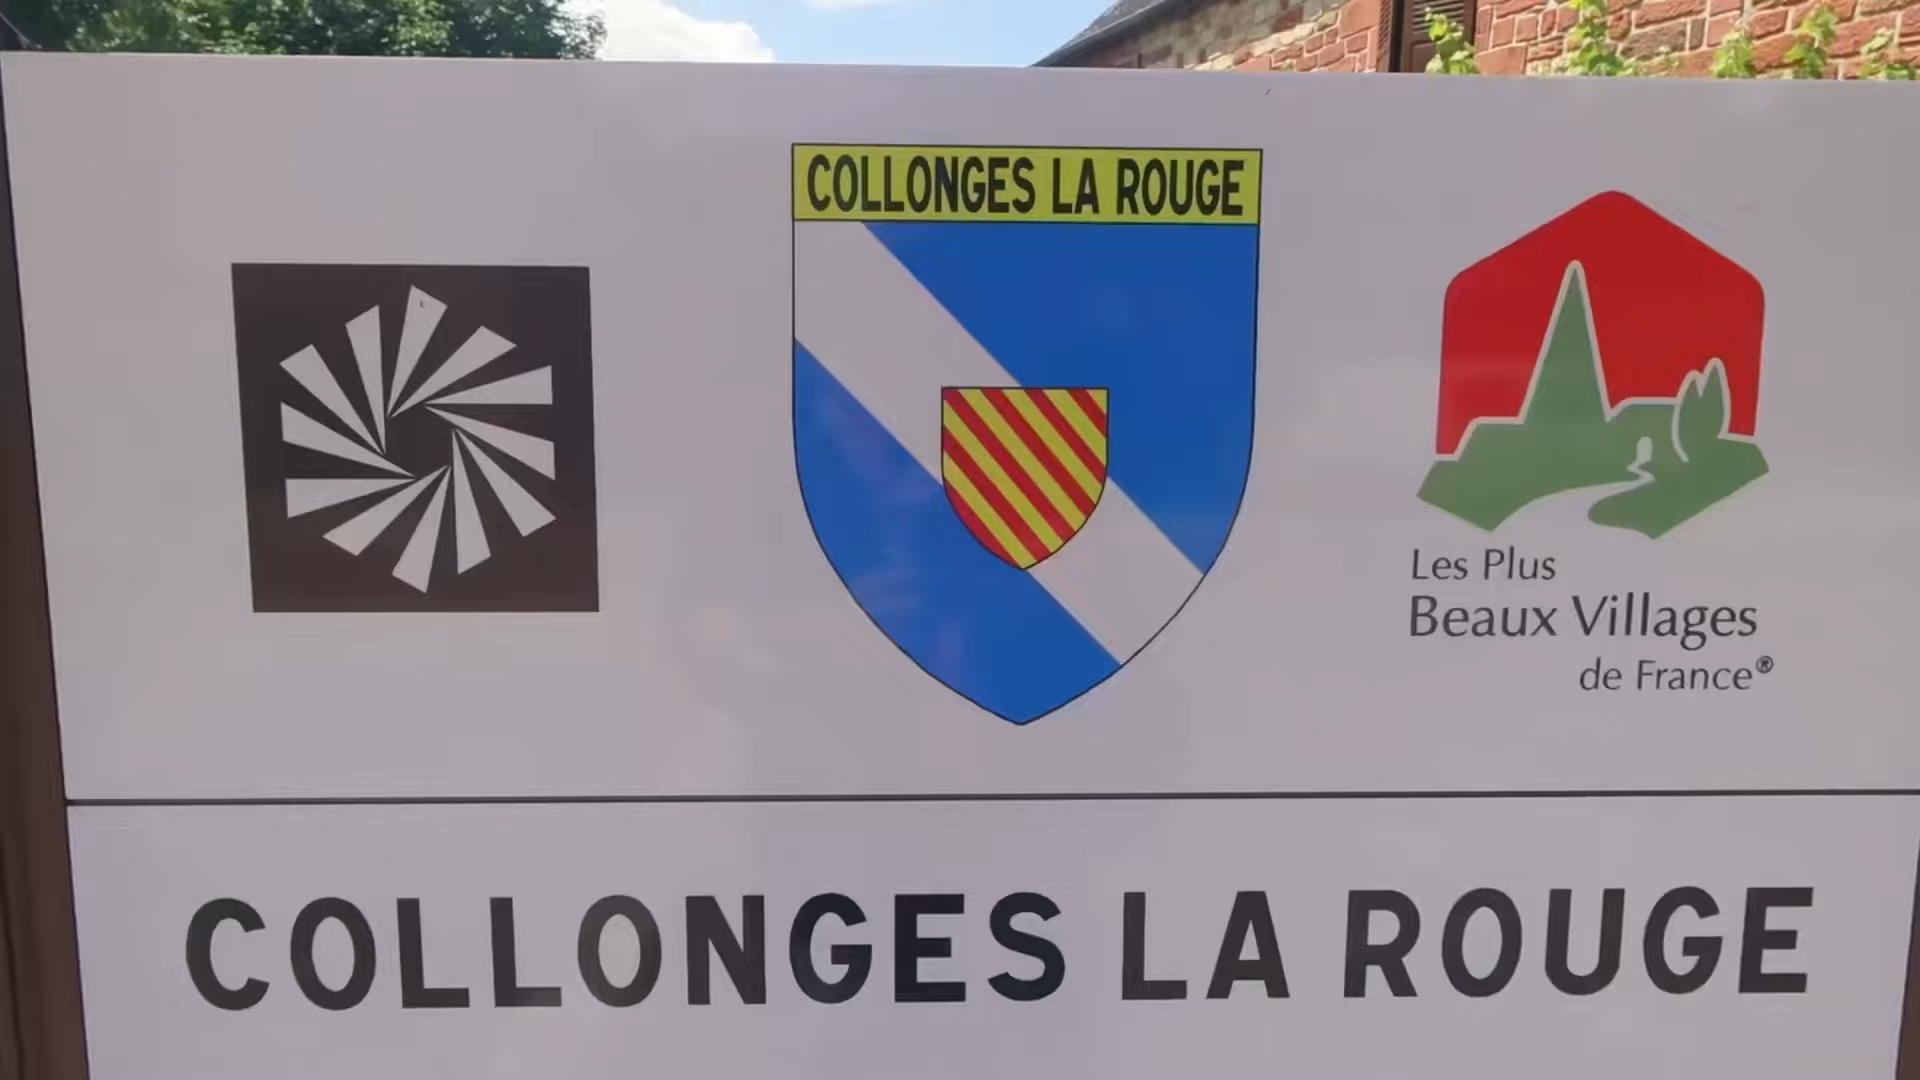 COLLONGES LA ROUGE
Les Plus
Beaux Villages
de France®
COLLONGES LA ROUGE